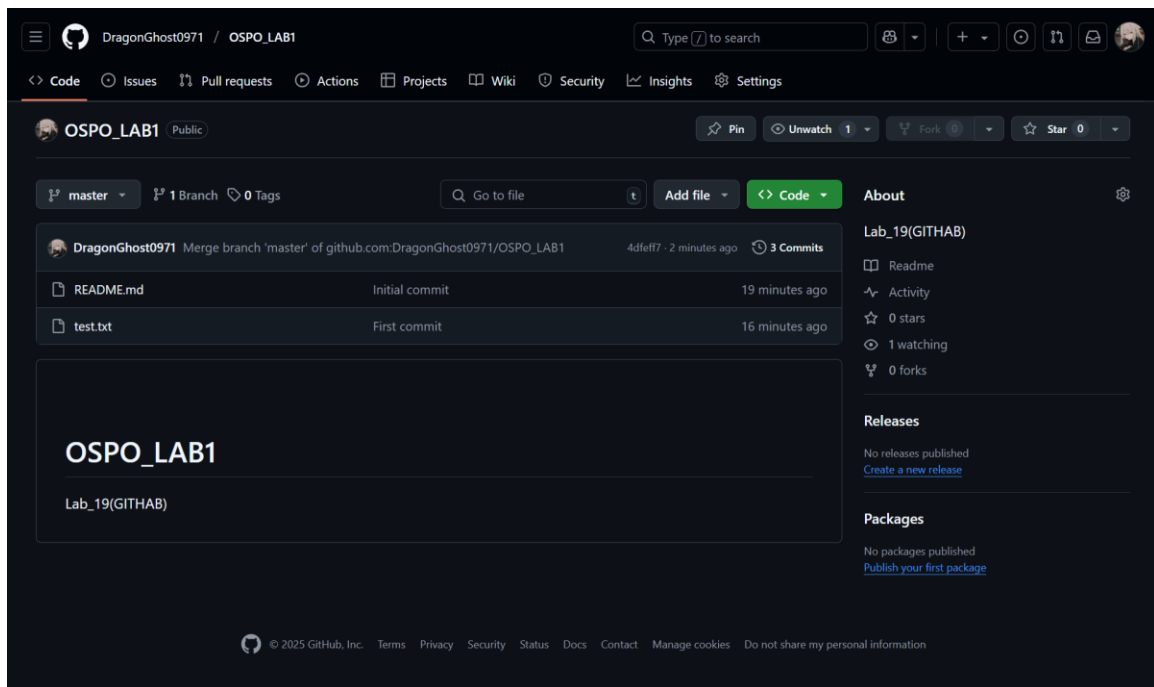 DragonGhost0971 / OSPO_LAB1
Type / to search
Code Issues Pull requests Actions Projects Wiki Security Insights Settings
OSPO_LAB1 Public
Pin Unwatch 1 Fork 0 Star 0
master 1 Branch 0 Tags
Go to file t Add file Code
DragonGhost0971 Merge branch 'master' of github.com:DragonGhost0971/OSPO_LAB1 4dfeff7 · 2 minutes ago 3 Commits
README.md Initial commit 19 minutes ago
test.txt First commit 16 minutes ago
OSPO_LAB1
Lab_19(GITHAB)
About
Lab_19(GITHAB)
Readme
Activity
0 stars
1 watching
0 forks
Releases
No releases published
Create a new release
Packages
No packages published
Publish your first package
© 2025 GitHub, Inc. Terms Privacy Security Status Docs Contact Manage cookies Do not share my personal information